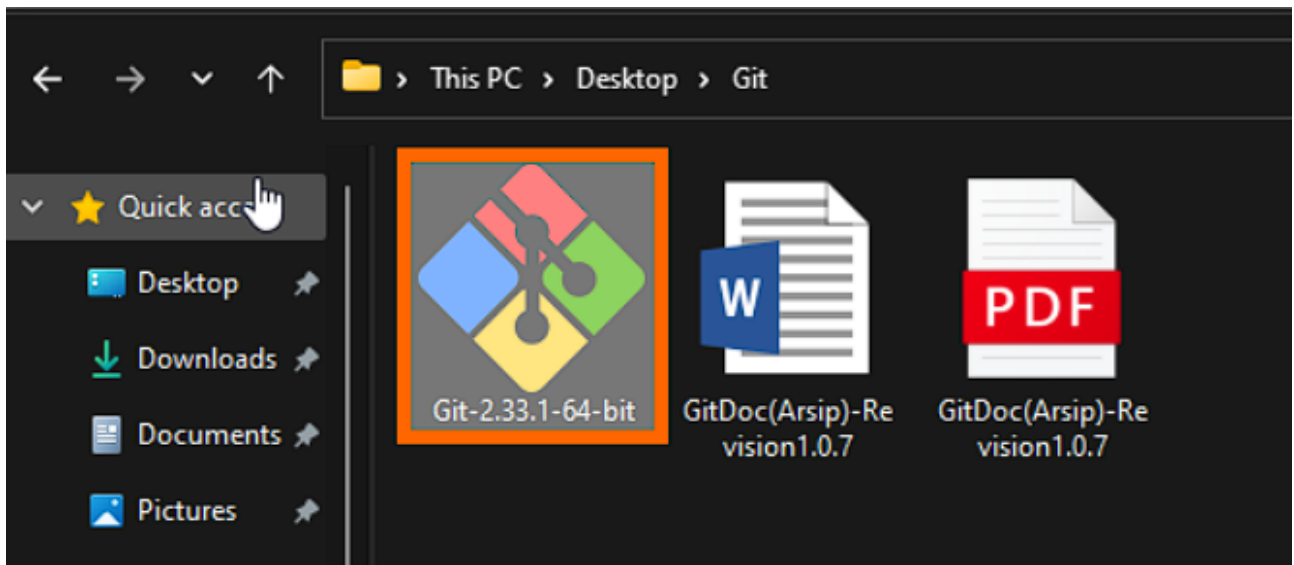 This PC > Desktop > Git
Quick acc
Desktop
Downloads
Documents
Pictures
Git-2.33.1-64-bit
W
GitDoc(Arsip)-Re
vision1.0.7
PDF
GitDoc(Arsip)-Re
vision1.0.7